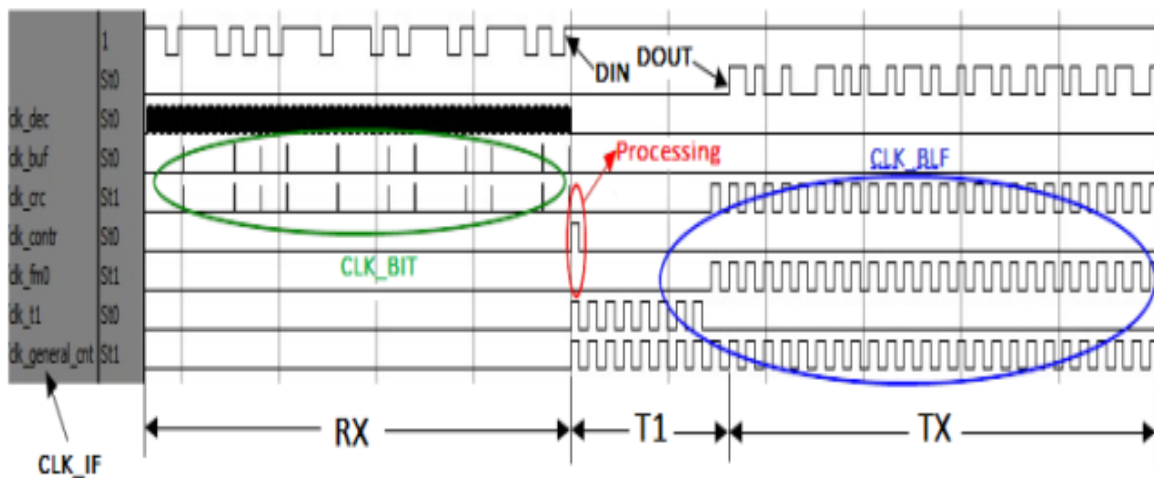 1
St0
DIN
DOUT
clk_dec St0
clk_buf St0
Processing
CLK_BLF
clk_crc St1
clk_contr St0
CLK_BIT
clk_fm0 St1
clk_t1 St0
clk_general_cnt St1
RX
T1
TX
CLK_IF